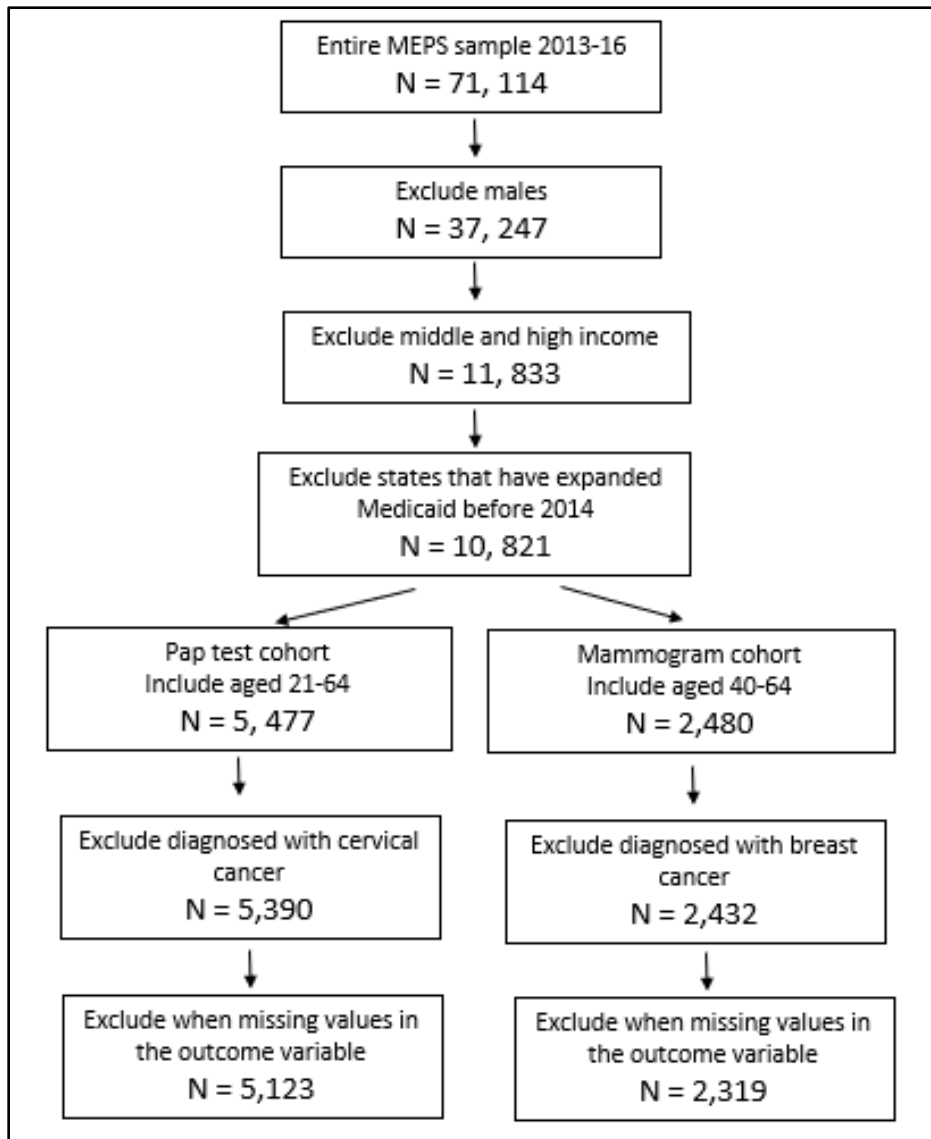 Entire MEPS sample 2013-16
N = 71, 114
Exclude males
N = 37, 247
Exclude middle and high income
N = 11, 833
Exclude states that have expanded
Medicaid before 2014
N = 10, 821
Pap test cohort
Include aged 21-64
N = 5, 477
Mammogram cohort
Include aged 40-64
N = 2,480
Exclude diagnosed with cervical
cancer
N = 5,390
Exclude diagnosed with breast
cancer
N = 2,432
Exclude when missing values in
the outcome variable
N = 5,123
Exclude when missing values in
the outcome variable
N = 2,319